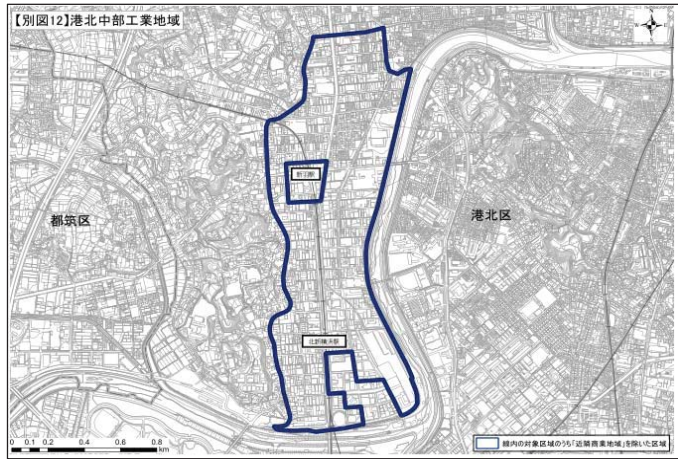 【別図12】港北中部工業地域
新羽駅
都筑区
港北区
北新横浜駅
0 0.1 0.2 0.4 0.6 0.8
km
線内の対象区域のうち「近隣商業地域」を除いた区域